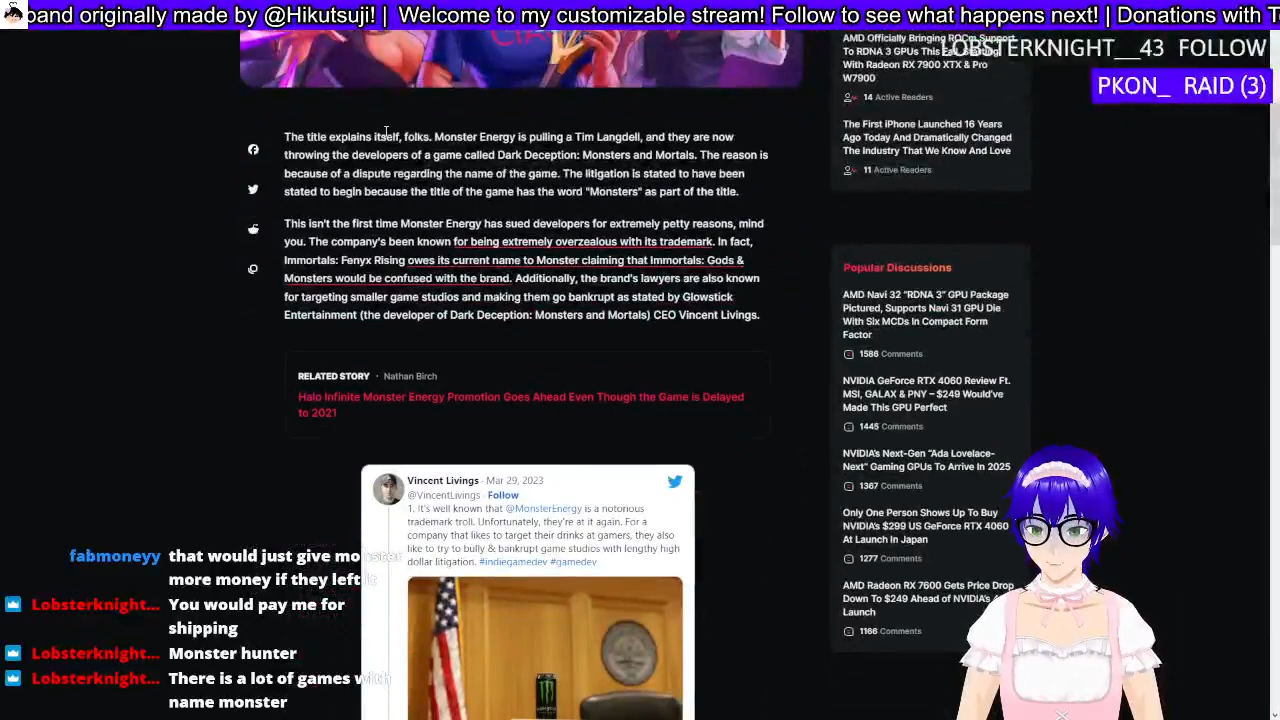 band originally made by @Hikutsuji! | Welcome to my customizable stream! Follow to see what happens next! | Donations with T
LOBSTERKNIGHT__43 FOLLOW
PKON_ RAID (3)
AMD Officially Bringing ROCm Support
To RDNA 3 GPUs This Fall, Starting
With Radeon RX 7900 XTX & Pro
W7900
14 Active Readers
The First iPhone Launched 16 Years
Ago Today And Dramatically Changed
The Industry That We Know And Love
11 Active Readers
The title explains itself, folks. Monster Energy is pulling a Tim Langdell, and they are now
throwing the developers of a game called Dark Deception: Monsters and Mortals. The reason is
because of a dispute regarding the name of the game. The litigation is stated to have been
stated to begin because the title of the game has the word "Monsters" as part of the title.
This isn't the first time Monster Energy has sued developers for extremely petty reasons, mind
you. The company's been known for being extremely overzealous with its trademark. In fact,
Immortals: Fenyx Rising owes its current name to Monster claiming that Immortals: Gods &
Monsters would be confused with the brand. Additionally, the brand's lawyers are also known
for targeting smaller game studios and making them go bankrupt as stated by Glowstick
Entertainment (the developer of Dark Deception: Monsters and Mortals) CEO Vincent Livings.
RELATED STORY • Nathan Birch
Halo Infinite Monster Energy Promotion Goes Ahead Even Though the Game is Delayed
to 2021
Vincent Livings · Mar 29, 2023
@VincentLivings · Follow
1. It's well known that @MonsterEnergy is a notorious
trademark troll. Unfortunately, they're at it again. For a
company that likes to target their drinks at gamers, they also
like to try to bully & bankrupt game studios with lengthy high
dollar litigation. #indiegamedev #gamedev
Popular Discussions
AMD Navi 32 “RDNA 3” GPU Package
Pictured, Supports Navi 31 GPU Die
With Six MCDs In Compact Form
Factor
1586 Comments
NVIDIA GeForce RTX 4060 Review Ft.
MSI, GALAX & PNY – $249 Would’ve
Made This GPU Perfect
1445 Comments
NVIDIA’s Next-Gen “Ada Lovelace-
Next” Gaming GPUs To Arrive In 2025
1367 Comments
Only One Person Shows Up To Buy
NVIDIA’s $299 US GeForce RTX 4060
At Launch In Japan
1277 Comments
AMD Radeon RX 7600 Gets Price Drop
Down To $249 Ahead of NVIDIA’s
Launch
1166 Comments
fabmoneyy that would just give monster
more money if they left it
Lobsterknight... You would pay me for
shipping
Lobsterknight... Monster hunter
Lobsterknight... There is a lot of games with
name monster